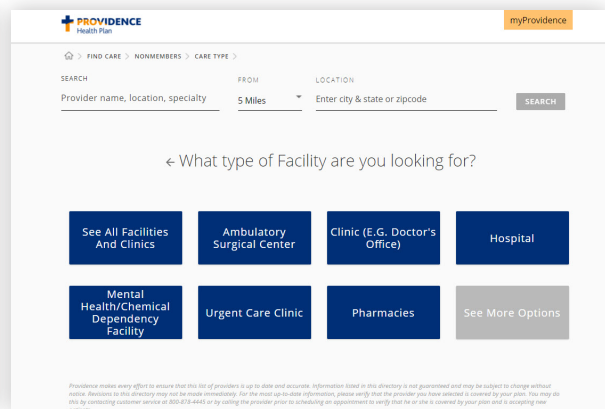 PROVIDENCE
Health Plan
myProvidence
FIND CARE > NONMEMBERS > CARE TYPE >
SEARCH
FROM
LOCATION
Provider name, location, specialty
5 Miles
Enter city & state or zipcode
SEARCH
← What type of Facility are you looking for?
See All Facilities
And Clinics
Ambulatory
Surgical Center
Clinic (E.G. Doctor's
Office)
Hospital
Mental
Health/Chemical
Dependency
Facility
Urgent Care Clinic
Pharmacies
See More Options
Providence makes every effort to ensure that this list of providers is up to date and accurate. Information listed in this directory is not guaranteed and may be subject to change without
notice. Revisions to this directory may not be made immediately. For the most up-to-date information, please verify that the provider you have selected is covered by your plan. You may do
this by contacting customer service at 800-878-4445 or by calling the provider prior to scheduling an appointment to verify that he or she is covered by your plan and is accepting new